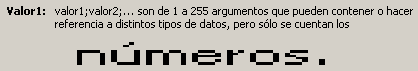 Valor1: valor1;valor2;... son de 1 a 255 argumentos que pueden contener o hacer
referencia a distintos tipos de datos, pero sólo se cuentan los
números.